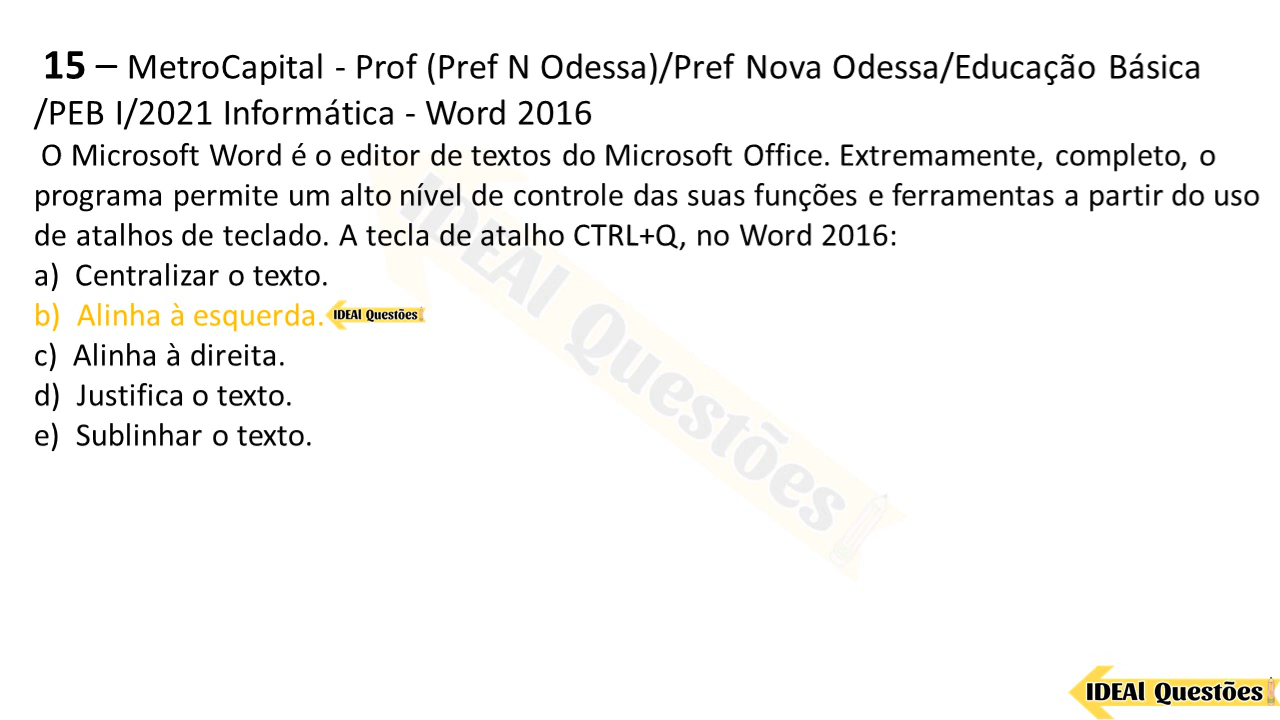 15 – MetroCapital - Prof (Pref N Odessa)/Pref Nova Odessa/Educação Básica
/PEB I/2021 Informática - Word 2016
O Microsoft Word é o editor de textos do Microsoft Office. Extremamente, completo, o
programa permite um alto nível de controle das suas funções e ferramentas a partir do uso
de atalhos de teclado. A tecla de atalho CTRL+Q, no Word 2016:
a) Centralizar o texto.
b) Alinha à esquerda. IDEAl Questões
c) Alinha à direita.
d) Justifica o texto.
e) Sublinhar o texto.
IDEAl Questões
IDEAl Questões